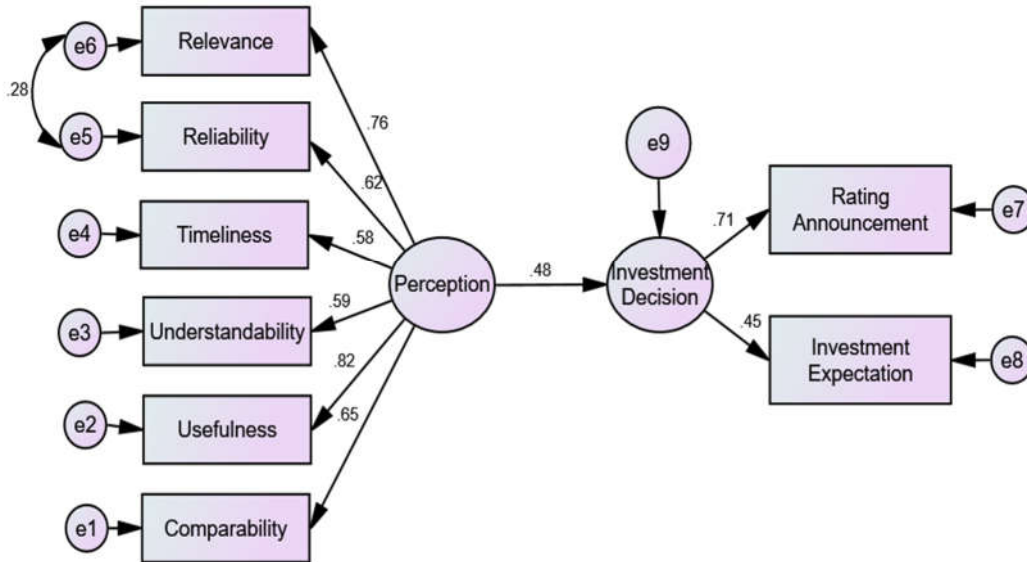 e6
Relevance
.28
.76
e5
Reliability
.62
e9
Rating
Announcement
e7
.71
e4
Timeliness
.58
Perception
.48
Investment
Decision
e3
Understandability
.59
.45
Investment
Expectation
e8
.82
e2
Usefulness
.65
e1
Comparability